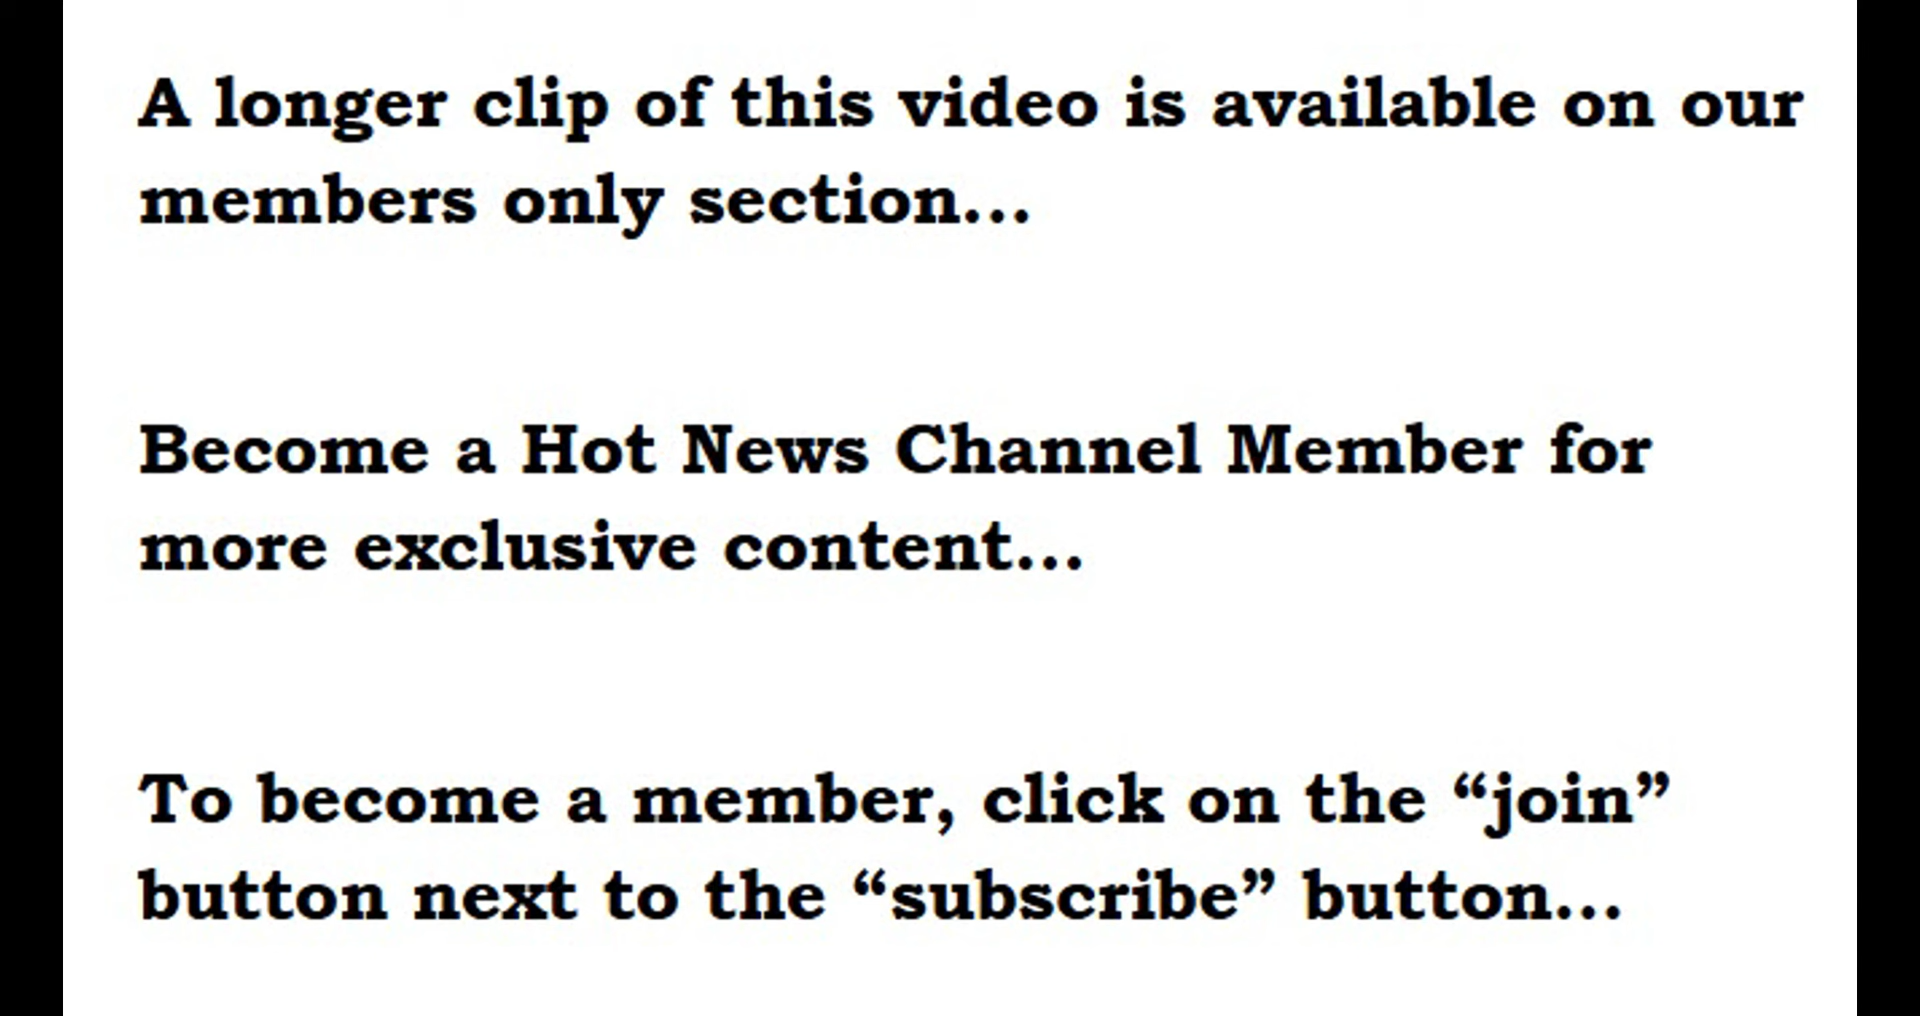 A longer clip of this video is available on our
members only section...
Become a Hot News Channel Member for
more exclusive content...
To become a member, click on the “join”
button next to the “subscribe” button...